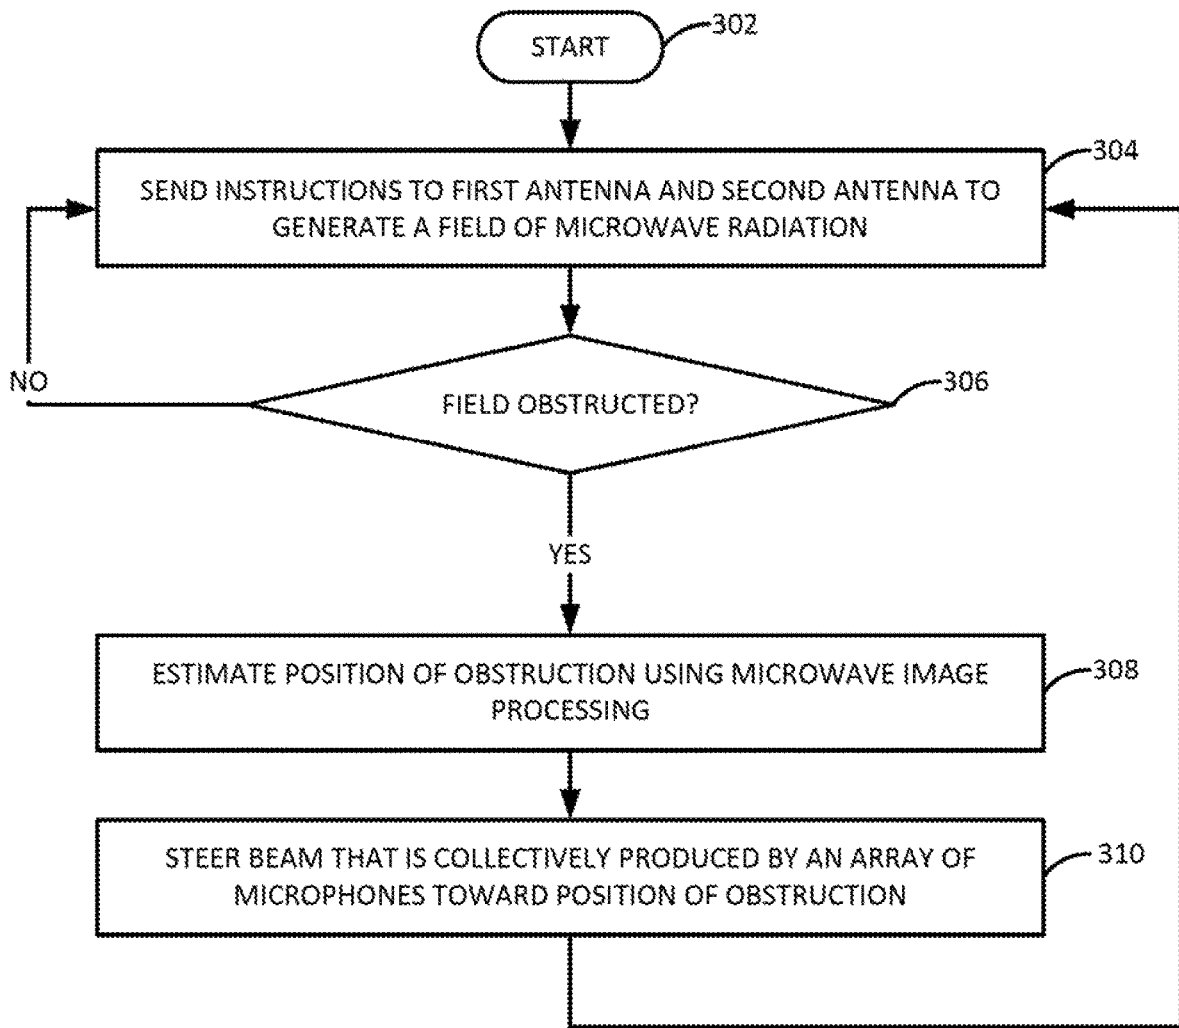 START
302
304
SEND INSTRUCTIONS TO FIRST ANTENNA AND SECOND ANTENNA TO
GENERATE A FIELD OF MICROWAVE RADIATION
NO
FIELD OBSTRUCTED?
306
YES
ESTIMATE POSITION OF OBSTRUCTION USING MICROWAVE IMAGE
PROCESSING
308
STEER BEAM THAT IS COLLECTIVELY PRODUCED BY AN ARRAY OF
MICROPHONES TOWARD POSITION OF OBSTRUCTION
310